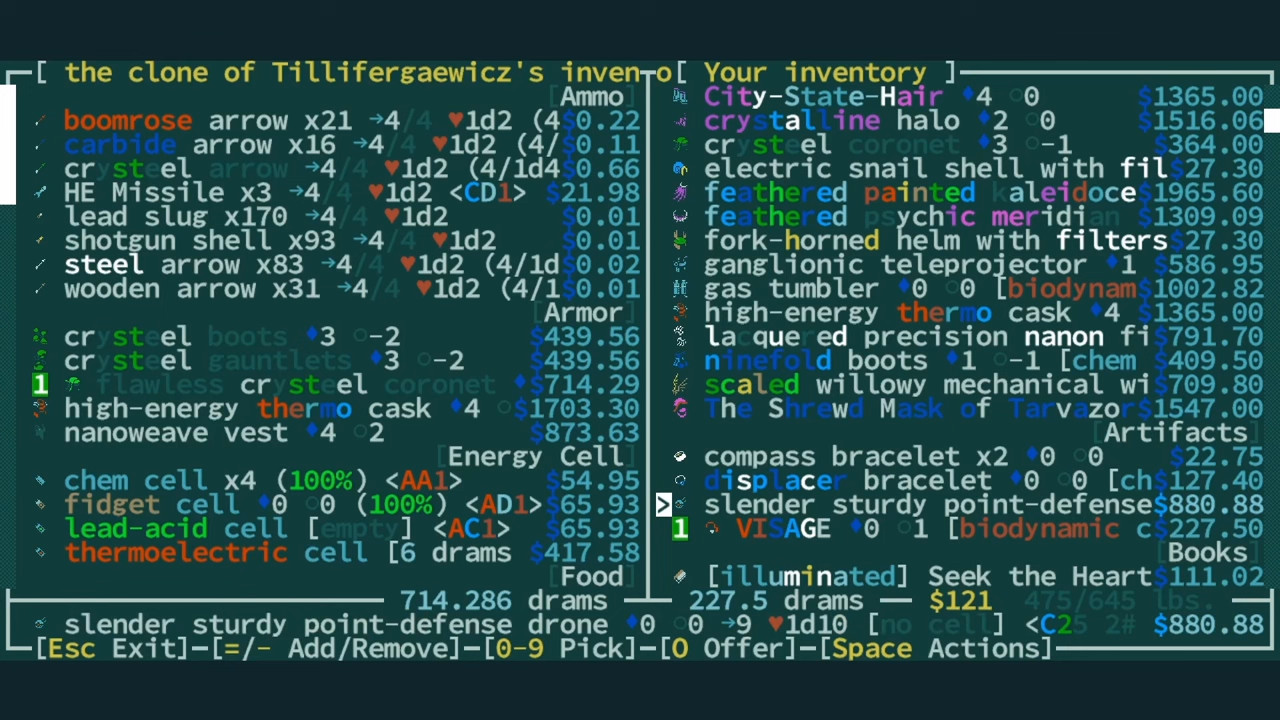 [ the clone of Tillifergaewicz's inven
[Ammo]
boomrose arrow x21 →4/4 ♥1d2 (4 $0.22
carbide arrow x16 →4/4 ♥1d2 (4/ $0.11
crysteel arrow →4/4 ♥1d2 (4/1d4 $0.66
HE Missile x3 →4/4 ♥1d2 <CD1> $21.98
lead slug x170 →4/4 ♥1d2 $0.01
shotgun shell x93 →4/4 ♥1d2 $0.01
steel arrow x83 →4/4 ♥1d2 (4/1d $0.02
wooden arrow x31 →4/4 ♥1d2 (4/1 $0.01
[Armor]
crysteel boots ♦3 ○-2 $439.56
crysteel gauntlets ♦3 ○-2 $439.56
1 flawless crysteel coronet ♦ $714.29
high-energy thermo cask ♦4 ○ $1703.30
nanoweave vest ♦4 ○2 $873.63
[Energy Cell]
chem cell x4 (100%) <AA1> $54.95
fidget cell ♦0 ○0 (100%) <AD1> $65.93
lead-acid cell [empty] <AC1> $65.93
thermoelectric cell [6 drams $417.58
[Food]
o[ Your inventory ]
City-State-Hair ♦4 ○0 $1365.00
crystalline halo ♦2 ○0 $1516.06
crysteel coronet ♦3 ○-1 $364.00
electric snail shell with fil $27.30
feathered painted kaleidoce $1965.60
feathered psychic meridian $1309.09
fork-horned helm with filters $27.30
ganglionic teleprojector ♦1 $586.95
gas tumbler ♦0 ○0 [biodynam $1002.82
high-energy thermo cask ♦4 $1365.00
lacquered precision nanon fi $791.70
ninefold boots ♦1 ○-1 [chem $409.50
scaled willowy mechanical wi $709.80
The Shrewd Mask of Tarvazor $1547.00
[Artifacts]
compass bracelet x2 ♦0 ○0 $22.75
displacer bracelet ♦0 ○0 [ch $127.40
> slender sturdy point-defense $880.88
1 VISAGE ♦0 ○1 [biodynamic c $227.50
[Books]
[illuminated] Seek the Heart $111.02
714.286 drams 227.5 drams $121 475/645 lbs.
slender sturdy point-defense drone ♦0 ○0 →9 ♥1d10 [no cell] <C25 2# $880.88
[Esc Exit]-[=/- Add/Remove]-[0-9 Pick]-[O Offer]-[Space Actions]